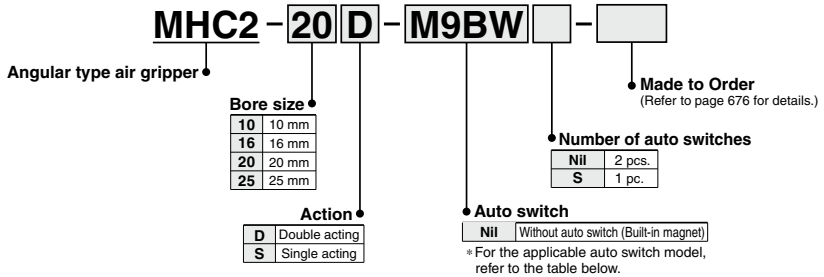 MHC2 - 20 D - M9BW -
Angular type air gripper
Made to Order
(Refer to page 676 for details.)
Bore size
10 10 mm
16 16 mm
20 20 mm
25 25 mm
Number of auto switches
Nil 2 pcs.
S 1 pc.
Action
D Double acting
S Single acting
Auto switch
Nil Without auto switch (Built-in magnet)
* For the applicable auto switch model,
refer to the table below.